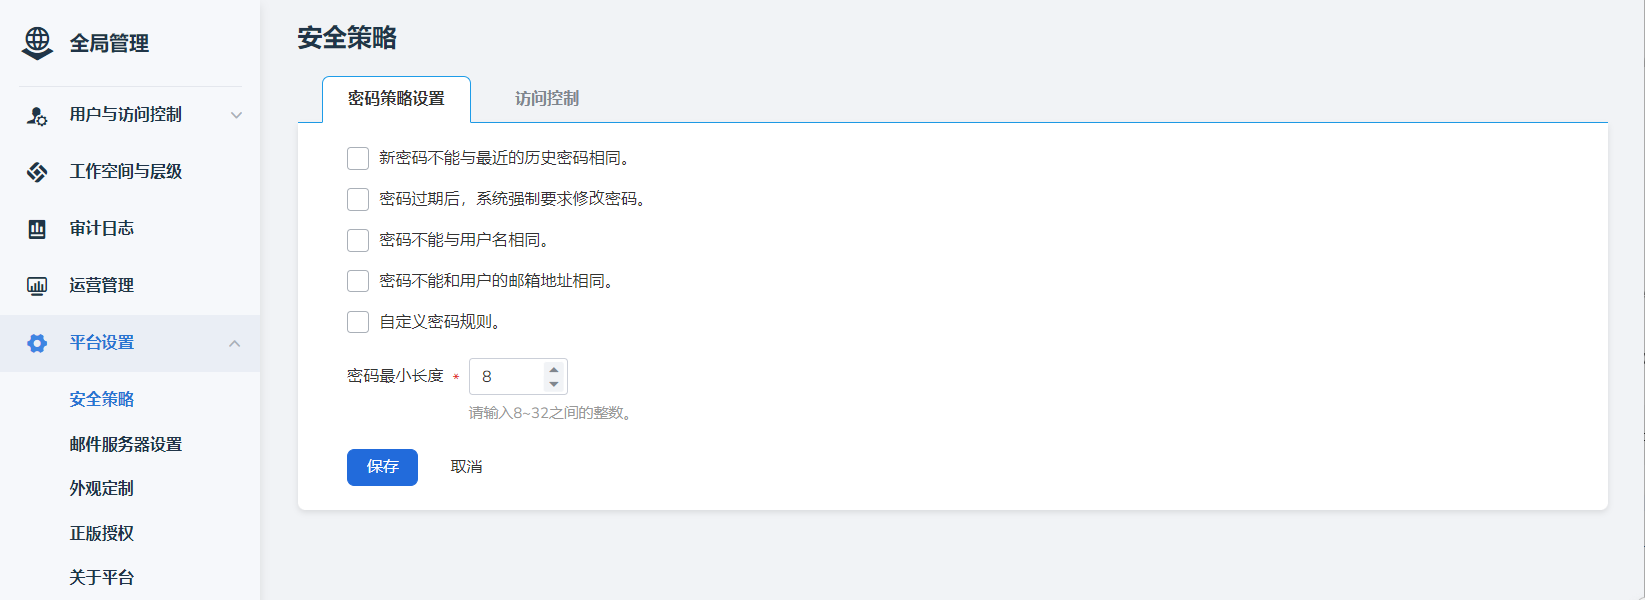 全局管理
用户与访问控制
工作空间与层级
审计日志
运营管理
平台设置
安全策略
邮件服务器设置
外观定制
正版授权
关于平台
安全策略
密码策略设置
访问控制
新密码不能与最近的历史密码相同。
密码过期后，系统强制要求修改密码。
密码不能与用户名相同。
密码不能和用户的邮箱地址相同。
自定义密码规则。
密码最小长度 * 8
请输入8~32之间的整数。
保存 取消